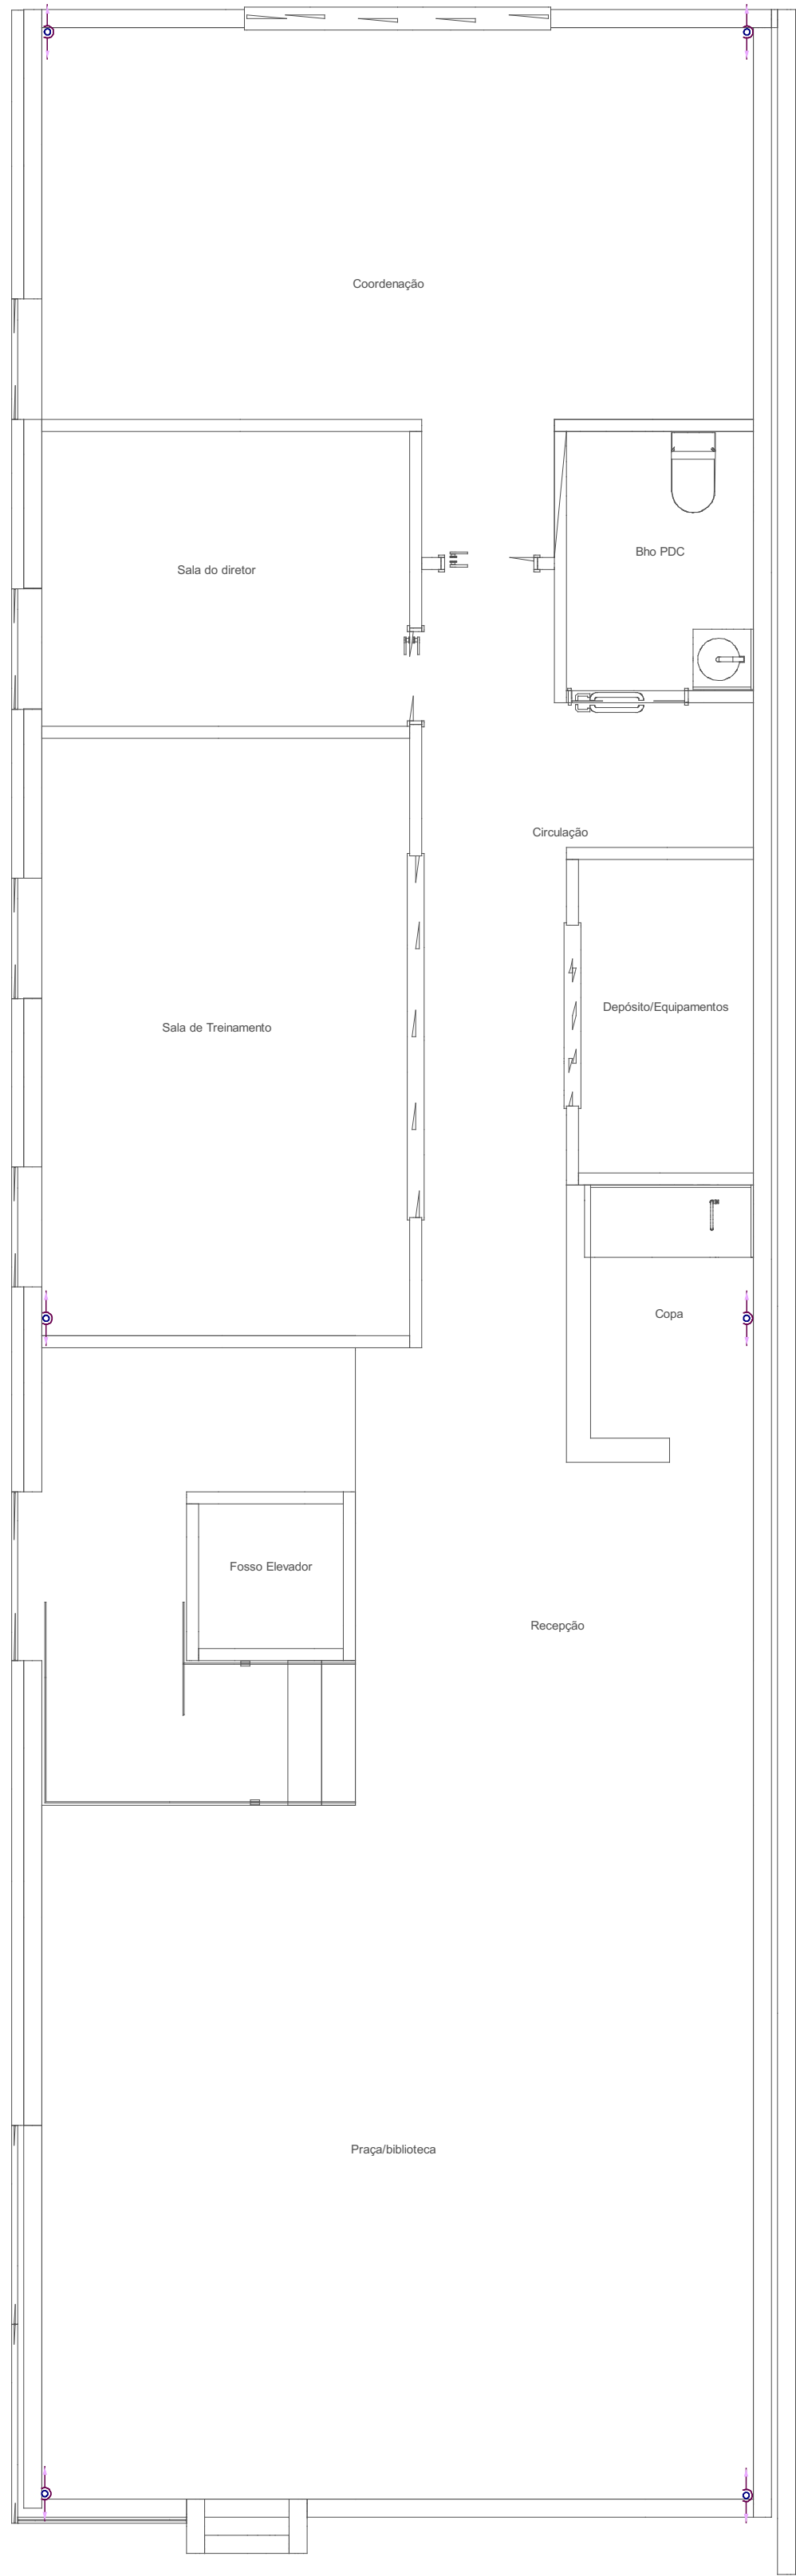 Coordenação
Bho PDC
Sala do diretor
Circulação
Depósito/Equipamentos
Sala de Treinamento
Copa
Fosso Elevador
Recepção
Praça/biblioteca